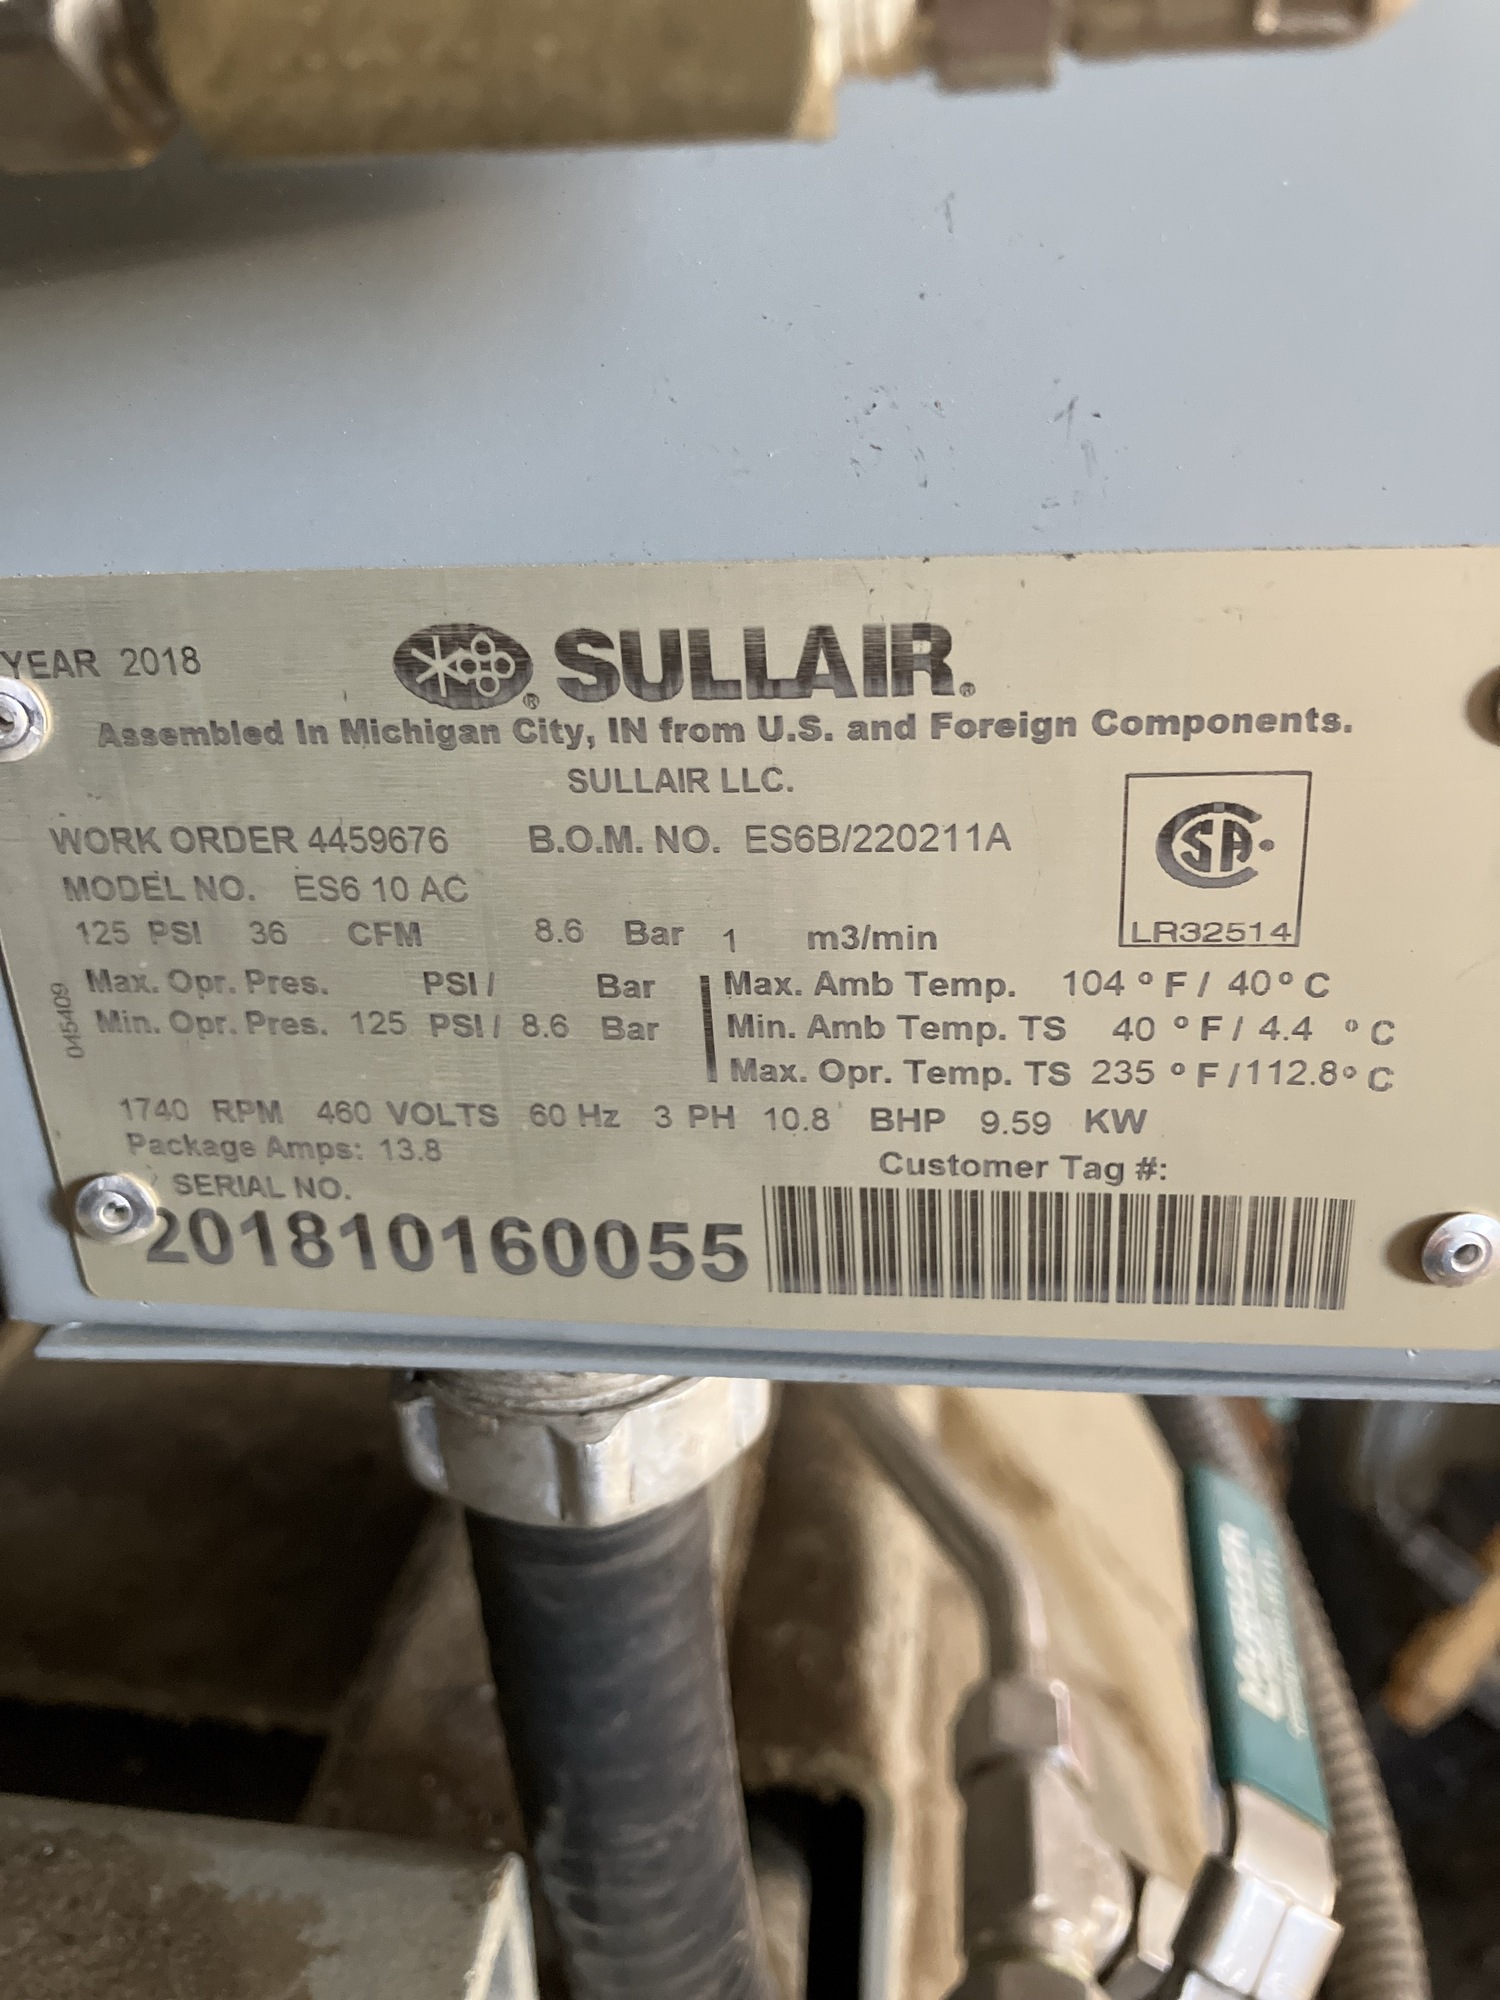 YEAR 2018
SULLAIR®
Assembled In Michigan City, IN from U.S. and Foreign Components.
SULLAIR LLC.
WORK ORDER 4459676 B.O.M. NO. ES6B/220211A
MODEL NO. ES6 10 AC
CSA
LR32514
125 PSI 36 CFM 8.6 Bar 1 m3/min
Max. Opr. Pres. PSI / Bar
Min. Opr. Pres. 125 PSI / 8.6 Bar
Max. Amb Temp. 104 ° F / 40° C
Min. Amb Temp. TS 40 ° F / 4.4 ° C
Max. Opr. Temp. TS 235 ° F / 112.8° C
045409
1740 RPM 460 VOLTS 60 Hz 3 PH 10.8 BHP 9.59 KW
Package Amps: 13.8
Customer Tag #:
SERIAL NO.
201810160055